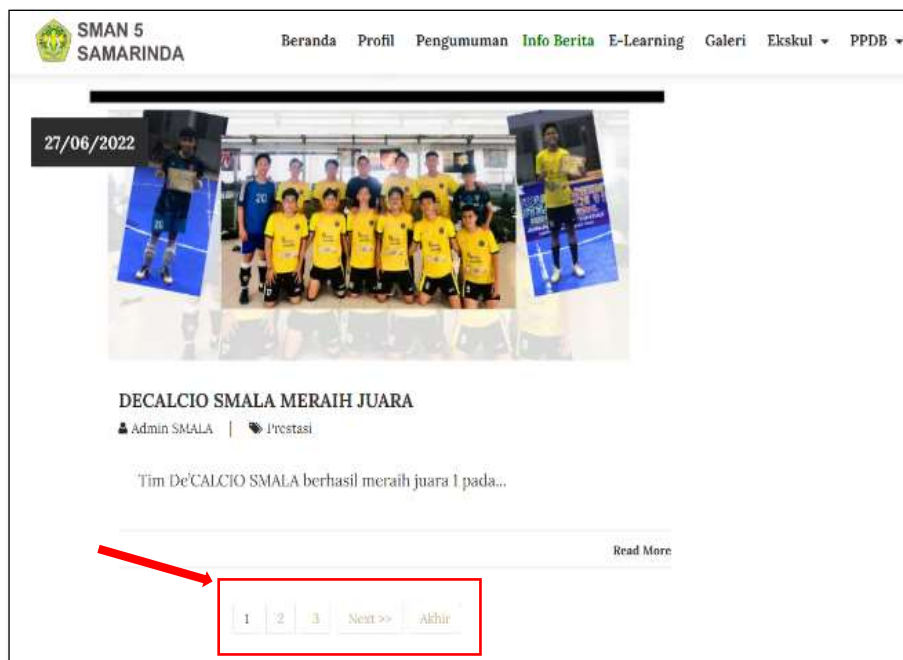 SMAN 5
SAMARINDA
Beranda Profil Pengumuman Info Berita E-Learning Galeri Ekskul PPDB
27/06/2022
DECALCIO SMALA MERAIH JUARA
Admin SMALA | Prestasi
Tim De'CALCIO SMALA berhasil meraih juara 1 pada...
Read More
1 2 3 Next >> Akhir